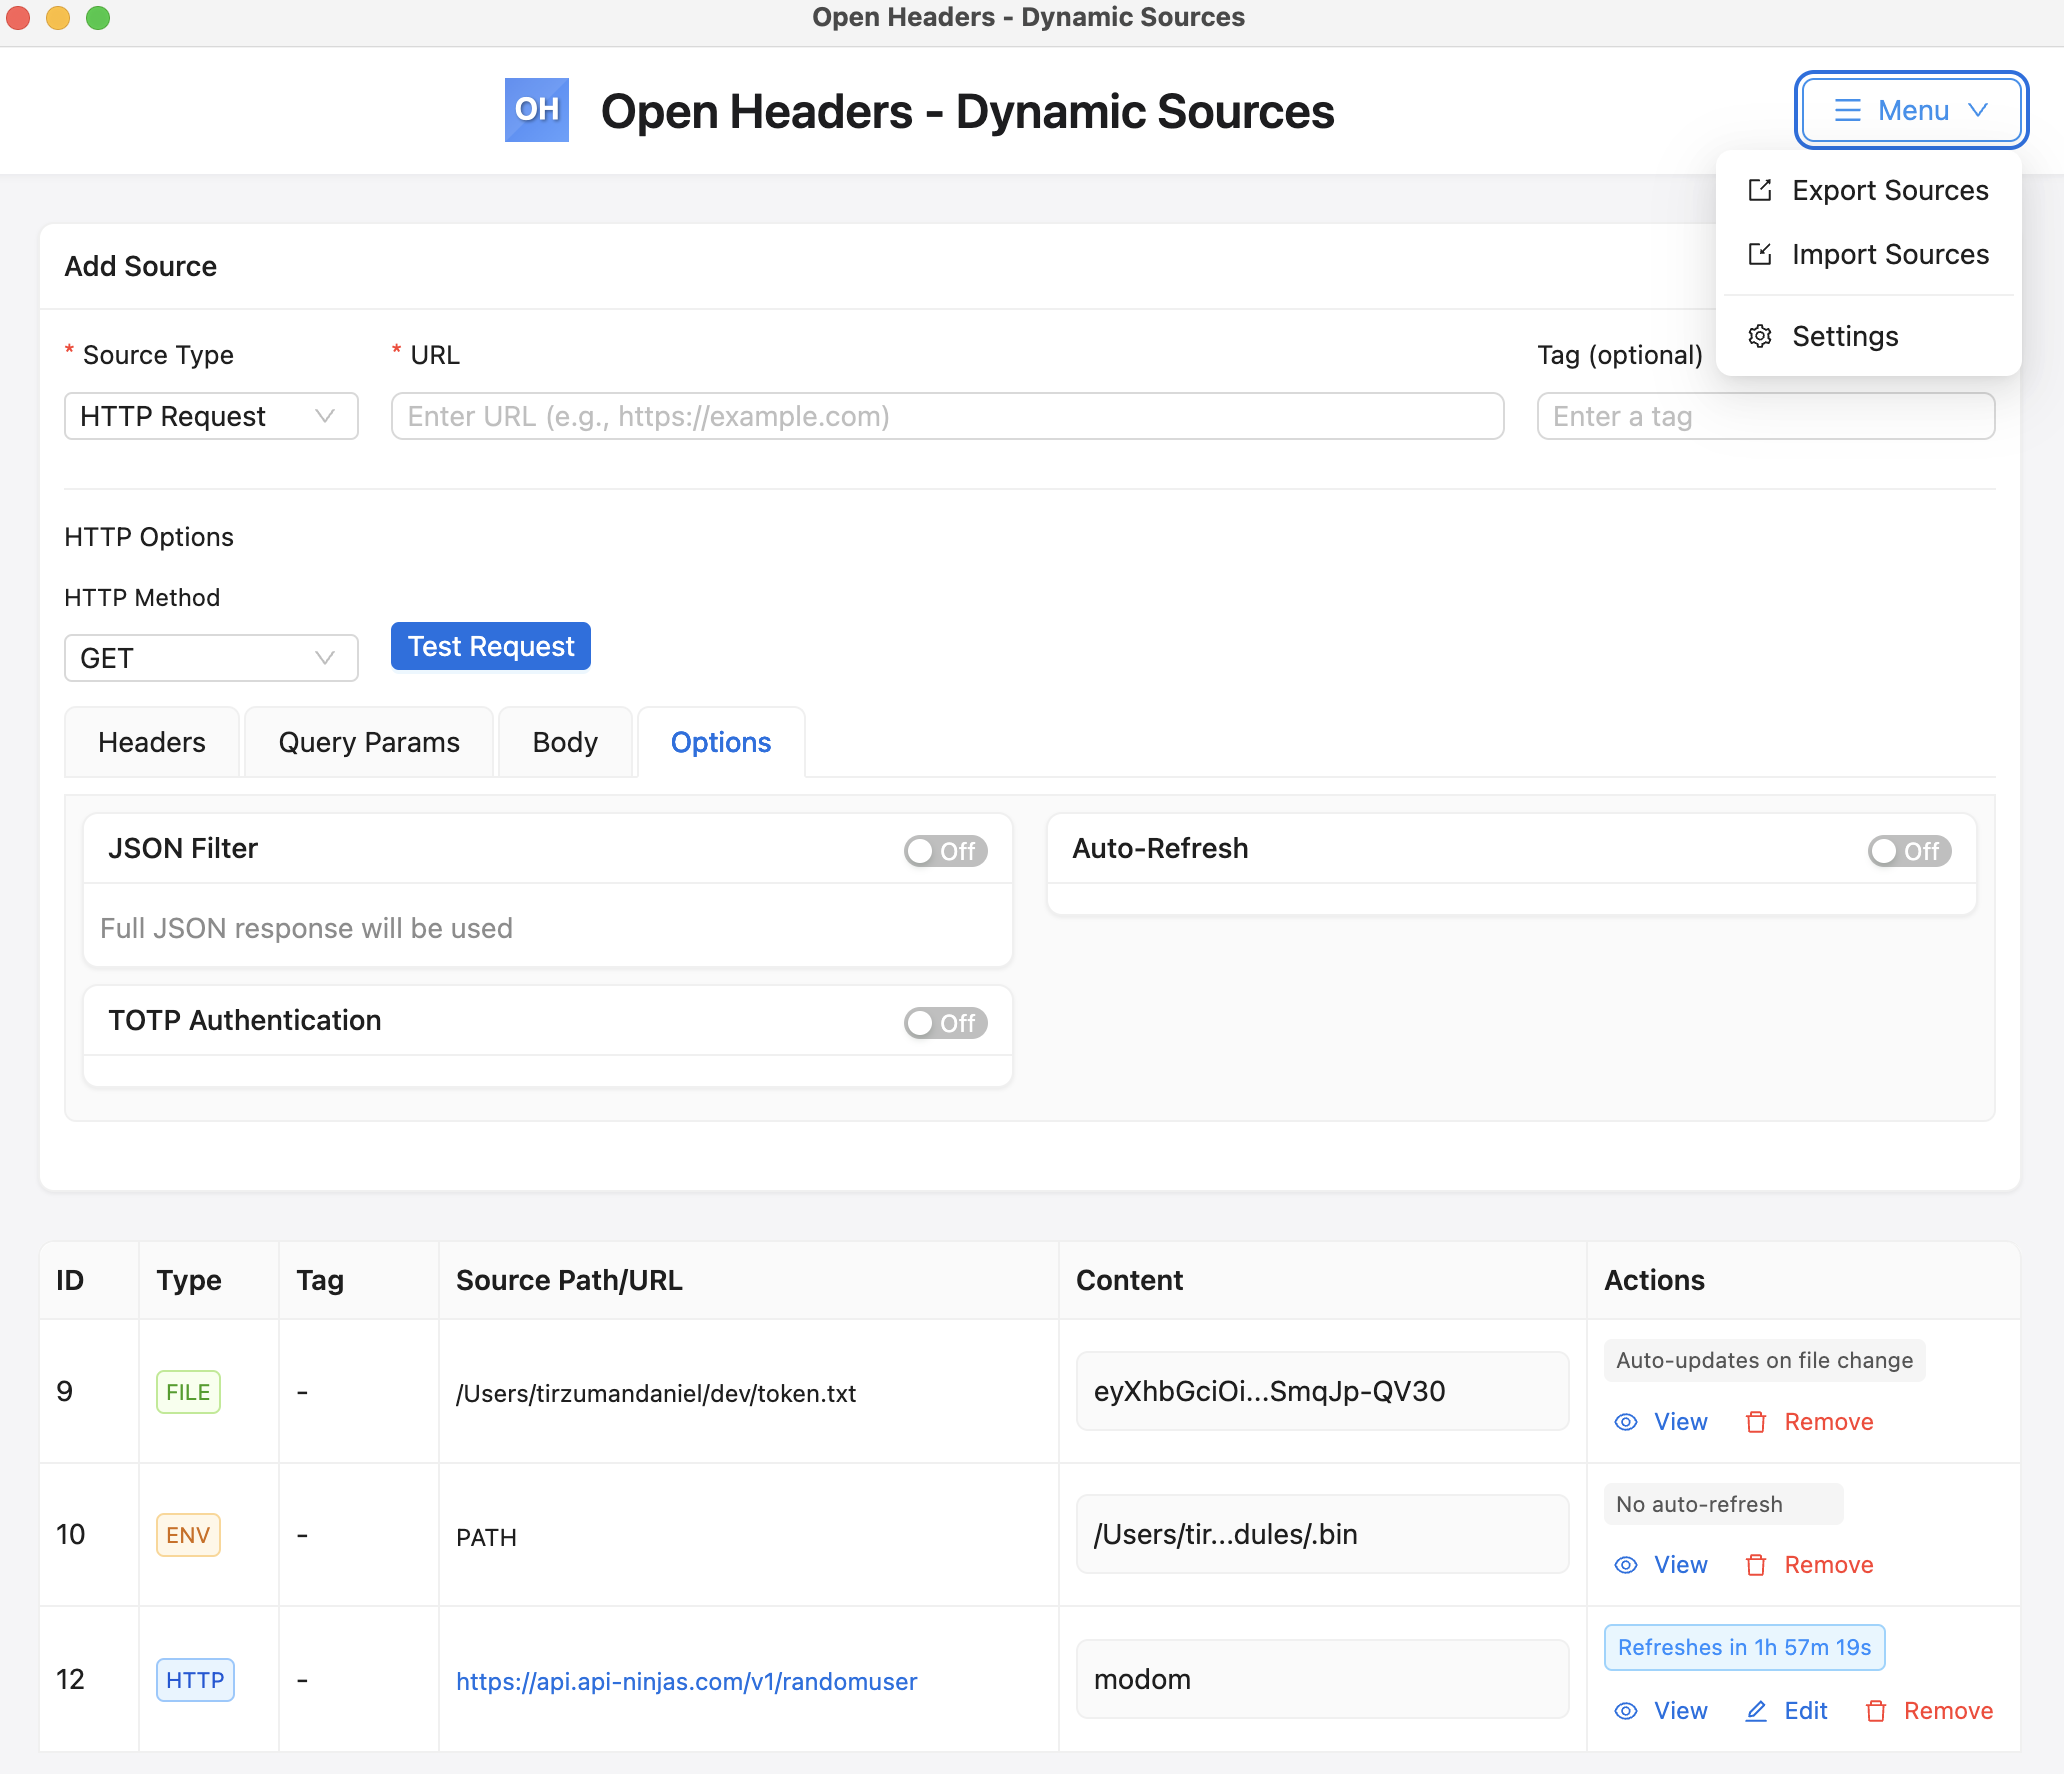 Open Headers - Dynamic Sources
OH
Open Headers - Dynamic Sources
Menu
Export Sources
Import Sources
Settings
Add Source
* Source Type
* URL
Tag (optional)
HTTP Request
Enter URL (e.g., https://example.com)
Enter a tag
HTTP Options
HTTP Method
GET
Test Request
Headers
Query Params
Body
Options
JSON Filter
Off
Full JSON response will be used
Auto-Refresh
Off
TOTP Authentication
Off
ID
Type
Tag
Source Path/URL
Content
Actions
9
FILE
-
/Users/tirzumandaniel/dev/token.txt
eyXhbGciOi...SmqJp-QV30
Auto-updates on file change
View
Remove
10
ENV
-
PATH
/Users/tir...dules/.bin
No auto-refresh
View
Remove
12
HTTP
-
https://api.api-ninjas.com/v1/randomuser
modom
Refreshes in 1h 57m 19s
View
Edit
Remove